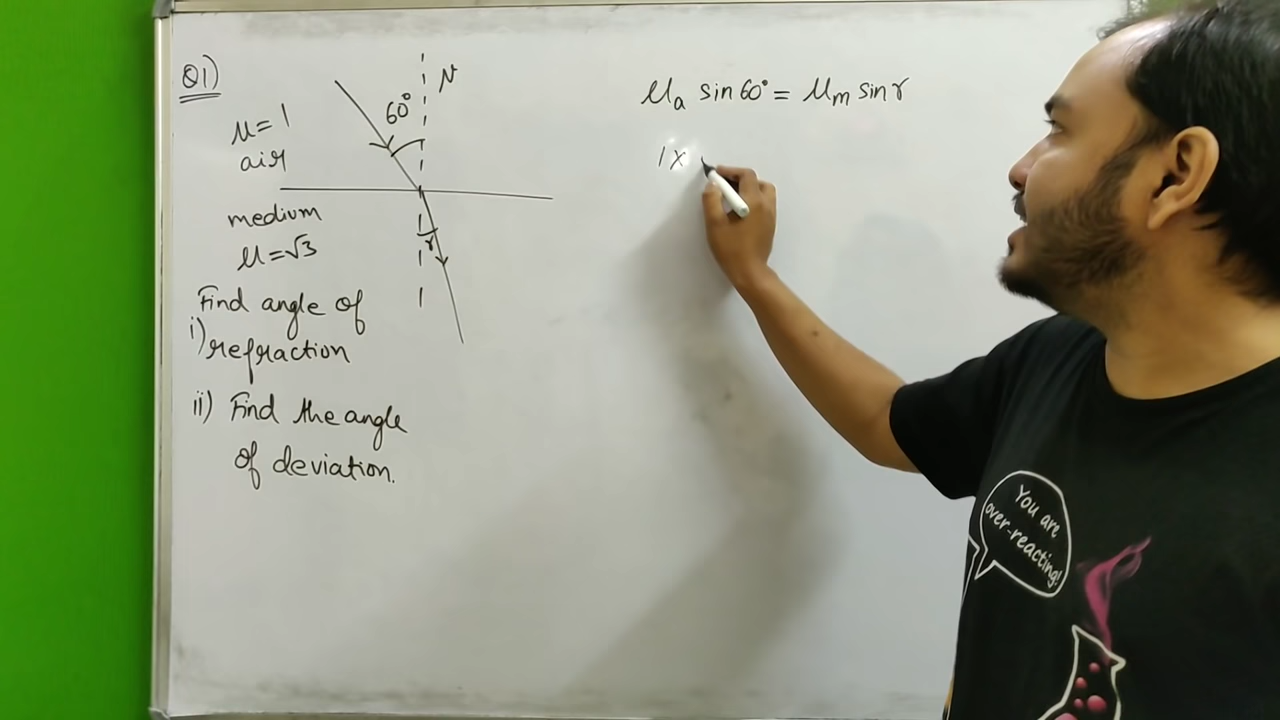 Q1)
N
60°
μ = 1
air
medium
μ = √3
r
Find angle of
i) refraction
ii) Find the angle
of deviation.
μa sin 60° = μm sin r
1 ×
You are
over-reacting!